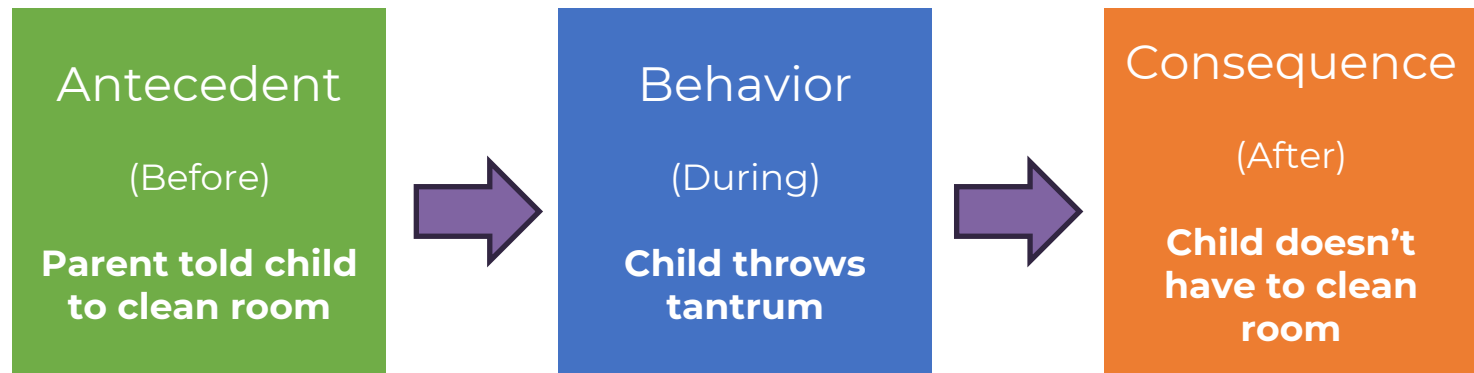 Antecedent
(Before)
Parent told child
to clean room
Behavior
(During)
Child throws
tantrum
Consequence
(After)
Child doesn’t
have to clean
room